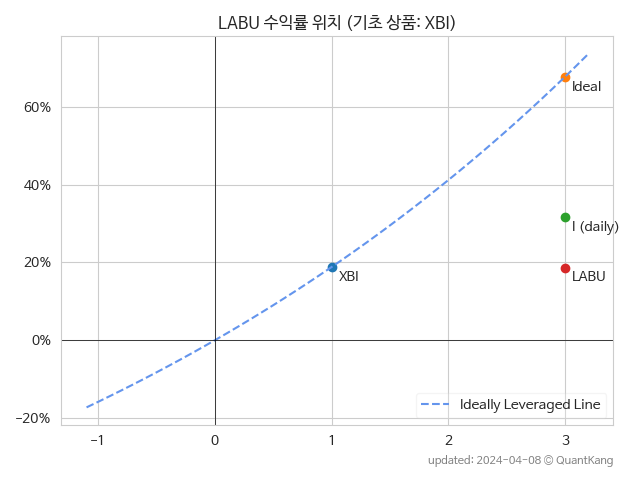 LABU 수익률 위치 (기초 상품: XBI)
60%
40%
20%
0%
−20%
Ideal
I (daily)
XBI
LABU
Ideally Leveraged Line
−1 0 1 2 3
updated: 2024-04-08 © QuantKang